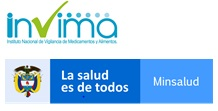 invima
Instituto Nacional de Vigilancia de Medicamentos y Alimentos
La salud
es de todos
Minsalud